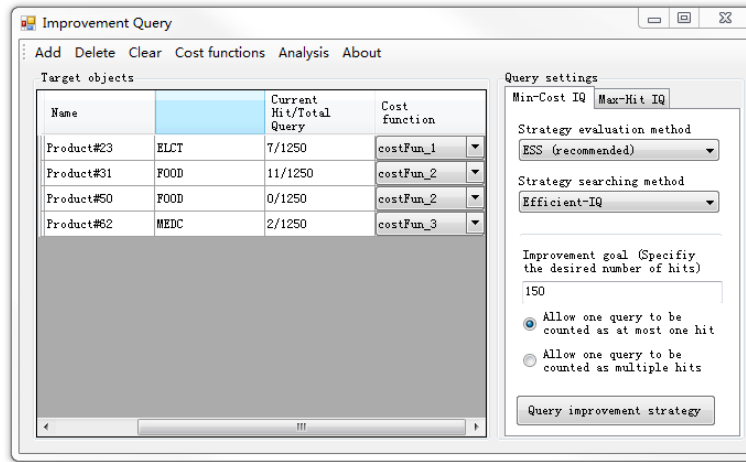 Improvement Query
Add Delete Clear Cost functions Analysis About
Target objects
Name Current Hit/Total Query Cost function
Product#23 ELCT 7/1250 costFun_1
Product#31 FOOD 11/1250 costFun_2
Product#50 FOOD 0/1250 costFun_2
Product#62 MEDC 2/1250 costFun_3
Query settings
Min-Cost IQ Max-Hit IQ
Strategy evaluation method
ESS (recommended)
Strategy searching method
Efficient-IQ
Improvement goal (Specifiy
the desired number of hits)
150
Allow one query to be
counted as at most one hit
Allow one query to be
counted as multiple hits
Query improvement strategy